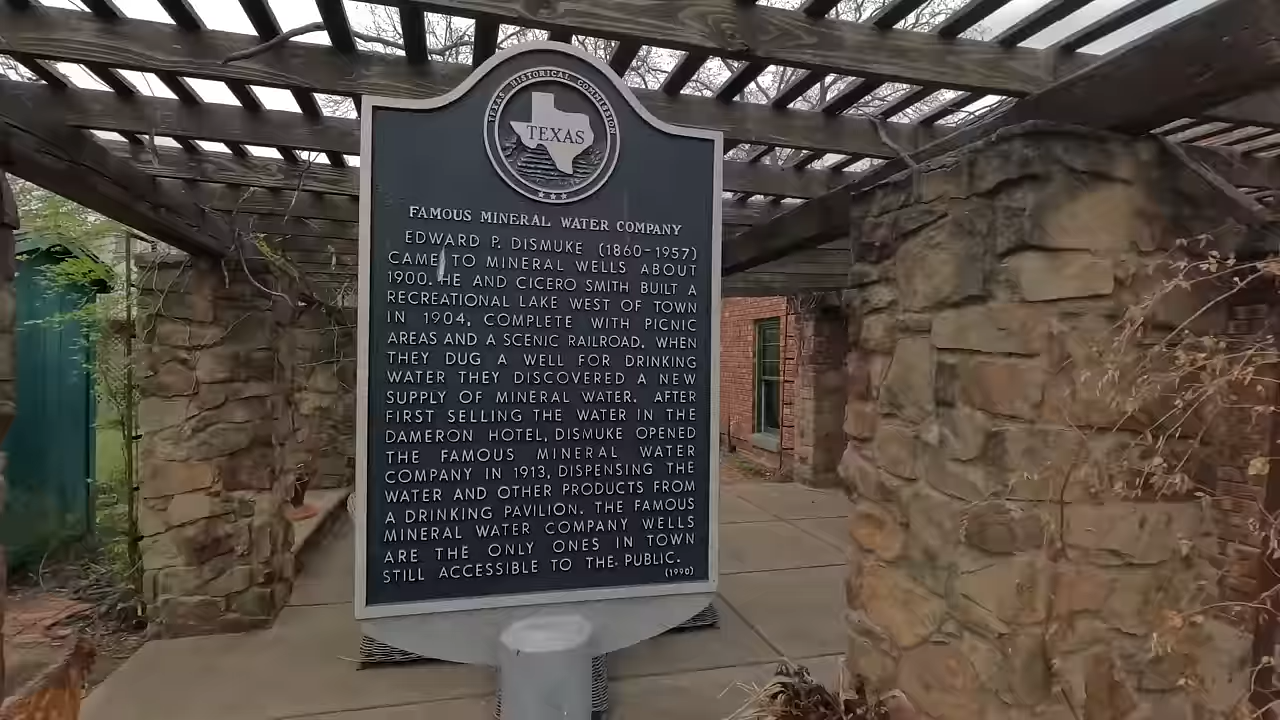 TEXAS HISTORICAL COMMISSION
TEXAS
FAMOUS MINERAL WATER COMPANY
EDWARD P. DISMUKE (1860-1957)
CAME TO MINERAL WELLS ABOUT
1900. HE AND CICERO SMITH BUILT A
RECREATIONAL LAKE WEST OF TOWN
IN 1904, COMPLETE WITH PICNIC
AREAS AND A SCENIC RAILROAD. WHEN
THEY DUG A WELL FOR DRINKING
WATER THEY DISCOVERED A NEW
SUPPLY OF MINERAL WATER. AFTER
FIRST SELLING THE WATER IN THE
DAMERON HOTEL, DISMUKE OPENED
THE FAMOUS MINERAL WATER
COMPANY IN 1913, DISPENSING THE
WATER AND OTHER PRODUCTS FROM
A DRINKING PAVILION. THE FAMOUS
MINERAL WATER COMPANY WELLS
ARE THE ONLY ONES IN TOWN
STILL ACCESSIBLE TO THE PUBLIC.
(1990)